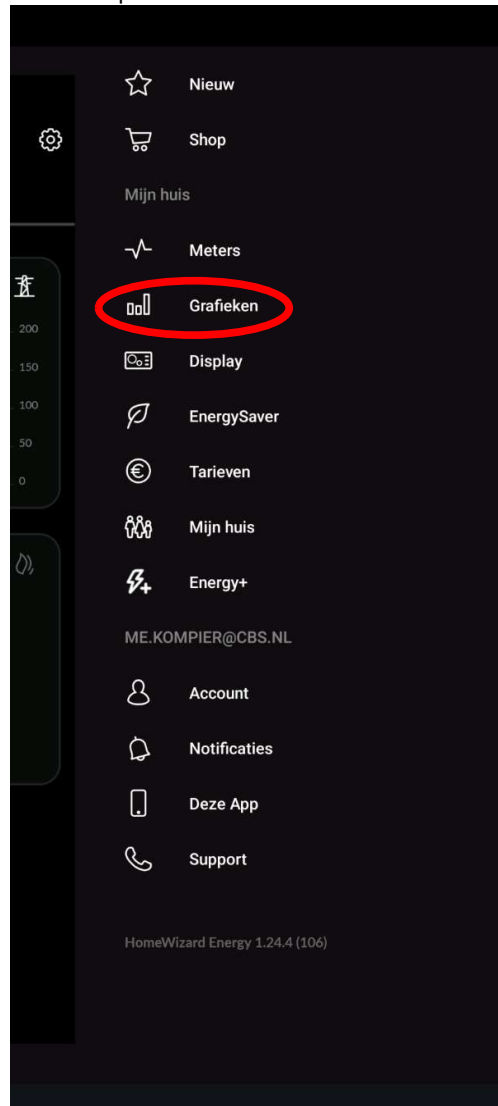 Nieuw
Shop
Mijn huis
Meters
Grafieken
200
150
100
50
0
Display
EnergySaver
Tarieven
Mijn huis
Energy+
ME.KOMPIER@CBS.NL
Account
Notificaties
Deze App
Support
HomeWizard Energy 1.24.4 (106)